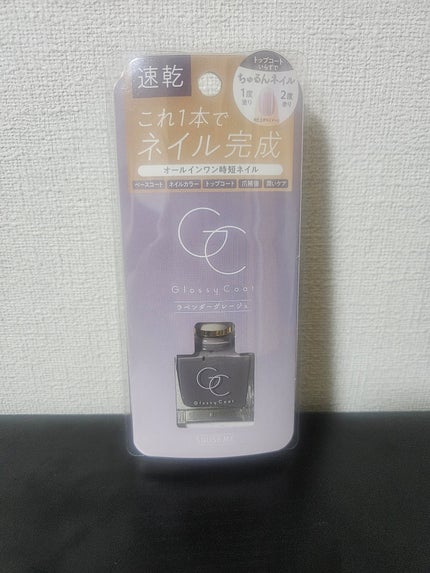 速乾
トップコート
いらずで
ちゅるんネイル
1度
塗り
2度
塗り
これ1本で
ネイル完成
オールインワン時短ネイル
ベースコート ネイルカラー トップコート 爪補強 潤いケア
GC
Glossy Coat
ラベンダーグレージュ
GC
Glossy Coat